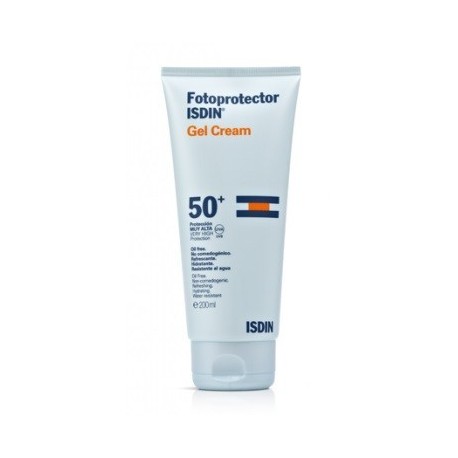 Fotoprotector
ISDIN®
Gel Cream
50+
Protección
MUY ALTA
VERY HIGH
Protection
Oil free.
No comedogénico.
Refrescante.
Hidratante.
Resistente al agua
Oil Free.
Non-comedogenic.
Refreshing.
Hydrating.
Water resistant
e200ml
ISDIN